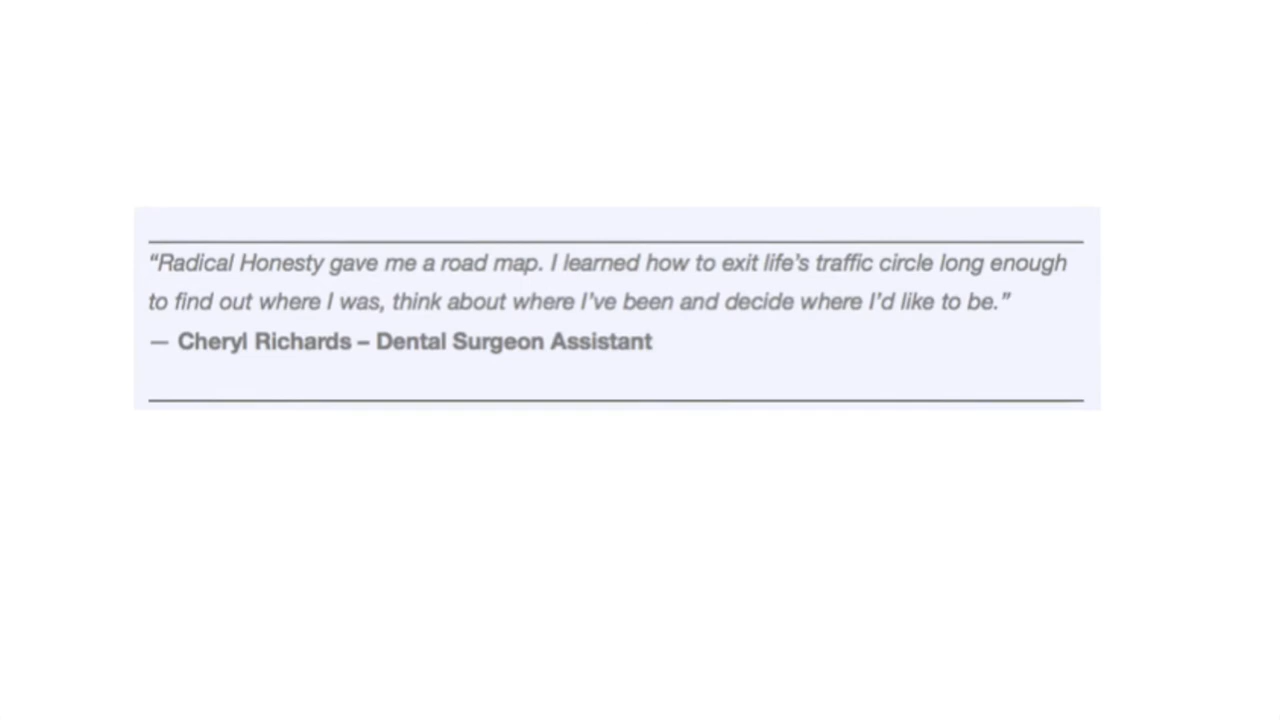 “Radical Honesty gave me a road map. I learned how to exit life’s traffic circle long enough
to find out where I was, think about where I’ve been and decide where I’d like to be.”
— Cheryl Richards – Dental Surgeon Assistant